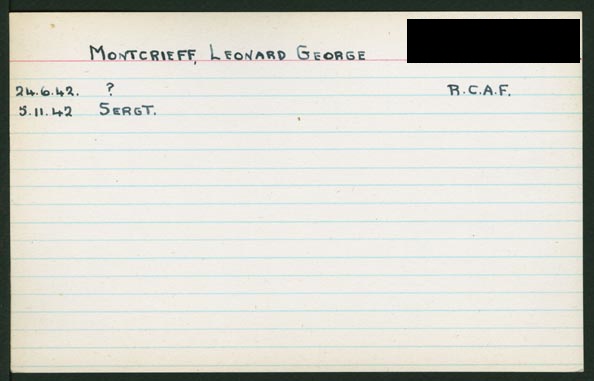 MONTCRIEFF, LEONARD GEORGE
24.6.42. ? R.C.A.F.
5.11.42 SERGT.